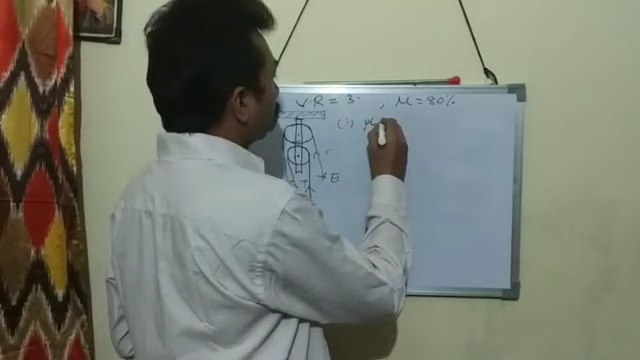 V.R = 3 , M = 80%
(i)
T
E
T